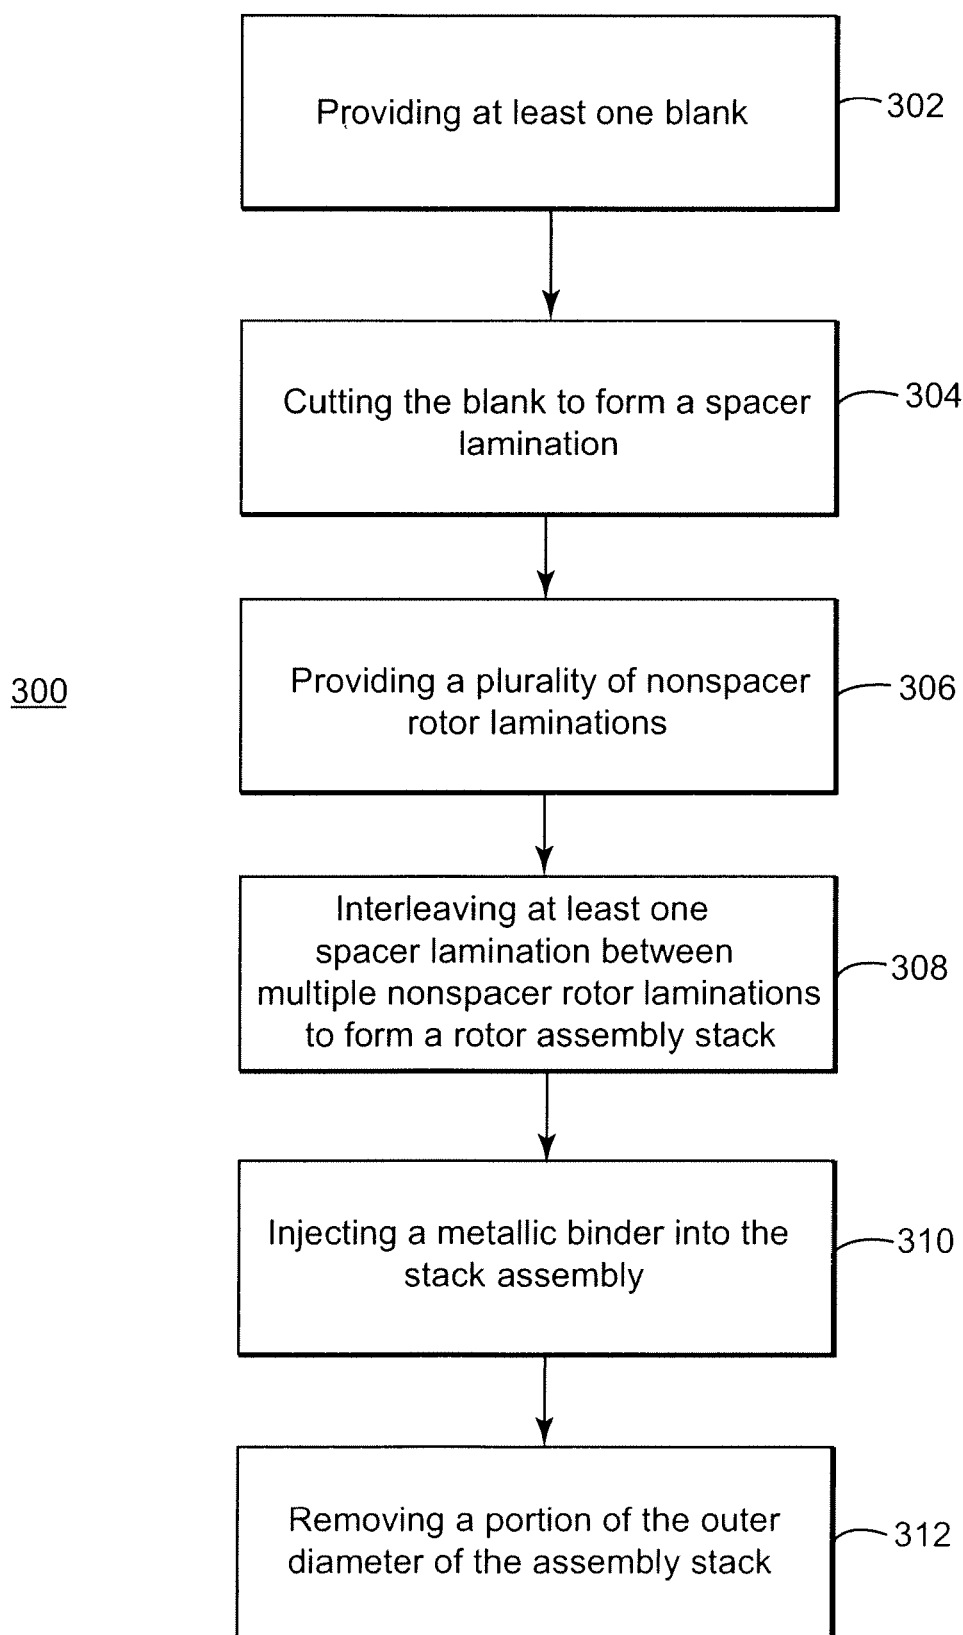 Providing at least one blank
302
Cutting the blank to form a spacer
lamination
304
300
Providing a plurality of nonspacer
rotor laminations
306
Interleaving at least one
spacer lamination between
multiple nonspacer rotor laminations
to form a rotor assembly stack
308
Injecting a metallic binder into the
stack assembly
310
Removing a portion of the outer
diameter of the assembly stack
312